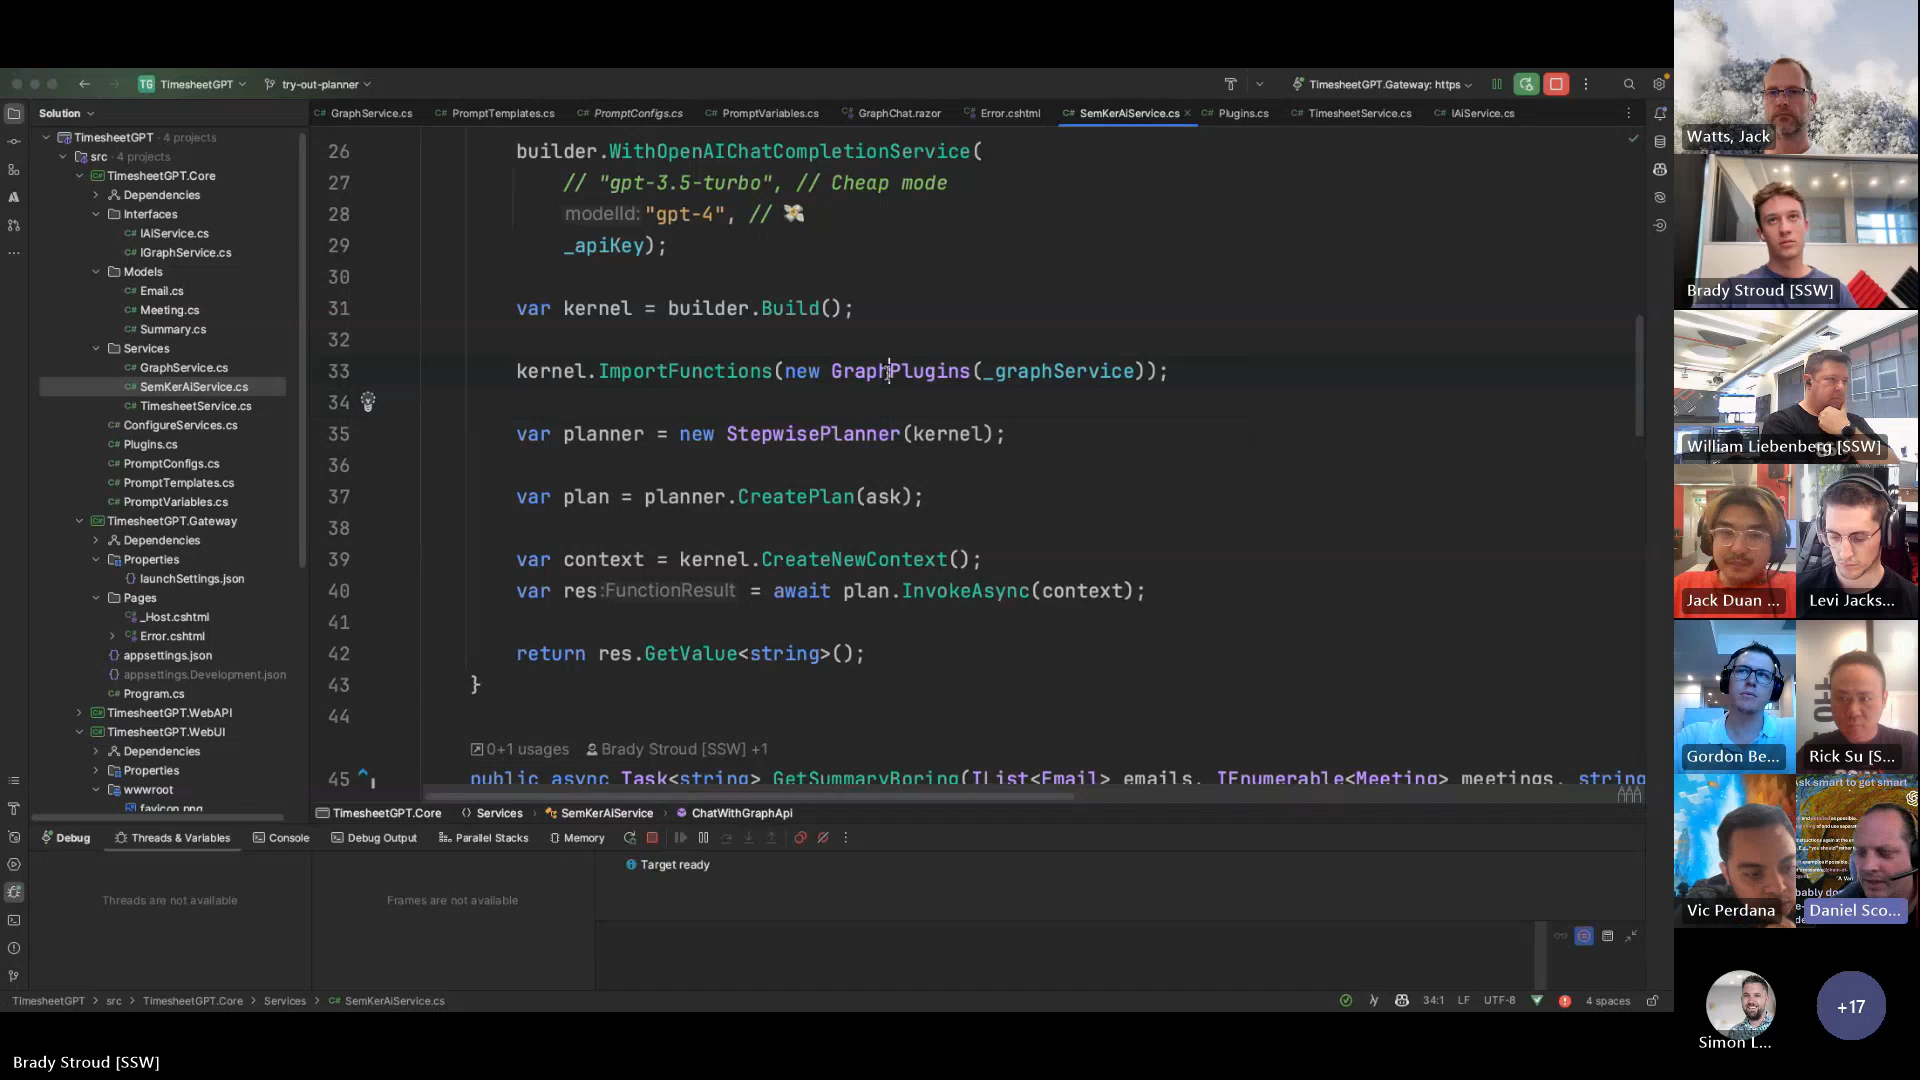 TG TimesheetGPT try-out-planner TimesheetGPT.Gateway: https
Solution
GraphService.cs PromptTemplates.cs PromptConfigs.cs PromptVariables.cs GraphChat.razor Error.cshtml SemKerAiService.cs Plugins.cs TimesheetService.cs IAiService.cs
TimesheetGPT · 4 projects
src · 4 projects
TimesheetGPT.Core
Dependencies
Interfaces
IAiService.cs
IGraphService.cs
Models
Email.cs
Meeting.cs
Summary.cs
Services
GraphService.cs
SemKerAiService.cs
TimesheetService.cs
ConfigureServices.cs
Plugins.cs
PromptConfigs.cs
PromptTemplates.cs
PromptVariables.cs
TimesheetGPT.Gateway
Dependencies
Properties
launchSettings.json
Pages
_Host.cshtml
Error.cshtml
appsettings.json
appsettings.Development.json
Program.cs
TimesheetGPT.WebAPI
TimesheetGPT.WebUI
Dependencies
Properties
wwwroot
favicon.png
26 builder.WithOpenAIChatCompletionService(
27 // "gpt-3.5-turbo", // Cheap mode
28 modelId: "gpt-4", // 💸
29 _apiKey);
30
31 var kernel = builder.Build();
32
33 kernel.ImportFunctions(new GraphPlugins(_graphService));
34
35 var planner = new StepwisePlanner(kernel);
36
37 var plan = planner.CreatePlan(ask);
38
39 var context = kernel.CreateNewContext();
40 var res:FunctionResult = await plan.InvokeAsync(context);
41
42 return res.GetValue<string>();
43 }
44
0+1 usages Brady Stroud [SSW] +1
45 public async Task<string> GetSummaryBoring(IList<Email> emails, IEnumerable<Meeting> meetings, string
TimesheetGPT.Core Services SemKerAiService ChatWithGraphApi
Debug Threads & Variables Console Debug Output Parallel Stacks Memory
Target ready
Threads are not available
Frames are not available
TimesheetGPT src TimesheetGPT.Core Services SemKerAiService.cs
34:1 LF UTF-8 4 spaces
Watts, Jack
Brady Stroud [SSW]
William Liebenberg [SSW]
Jack Duan ...
Levi Jacks...
Gordon Be...
Rick Su [S...
Ask smart to get smart
Vic Perdana
Daniel Sco...
Simon L...
+17
Brady Stroud [SSW]